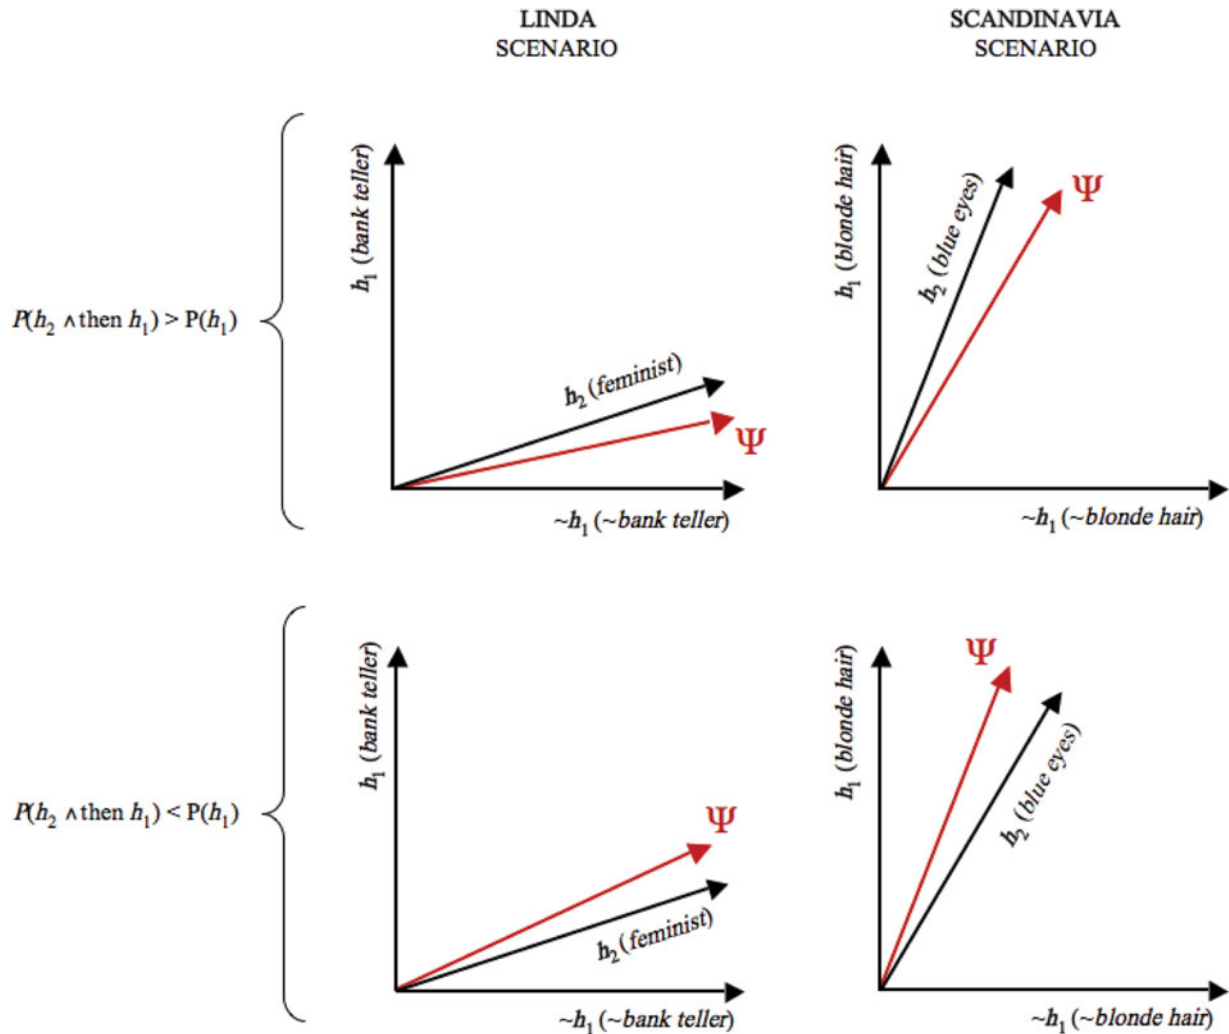 LINDA
SCENARIO
SCANDINAVIA
SCENARIO
P(h₂ ∧ then h₁) > P(h₁)
h₁ (bank teller)
h₂ (feminist)
Ψ
~h₁ (~bank teller)
h₁ (blonde hair)
h₂ (blue eyes)
Ψ
~h₁ (~blonde hair)
P(h₂ ∧ then h₁) < P(h₁)
h₁ (bank teller)
Ψ
h₂ (feminist)
~h₁ (~bank teller)
h₁ (blonde hair)
Ψ
h₂ (blue eyes)
~h₁ (~blonde hair)